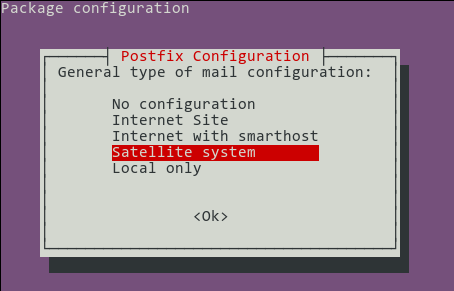 Package configuration
Postfix Configuration
General type of mail configuration:
No configuration
Internet Site
Internet with smarthost
Satellite system
Local only
<Ok>